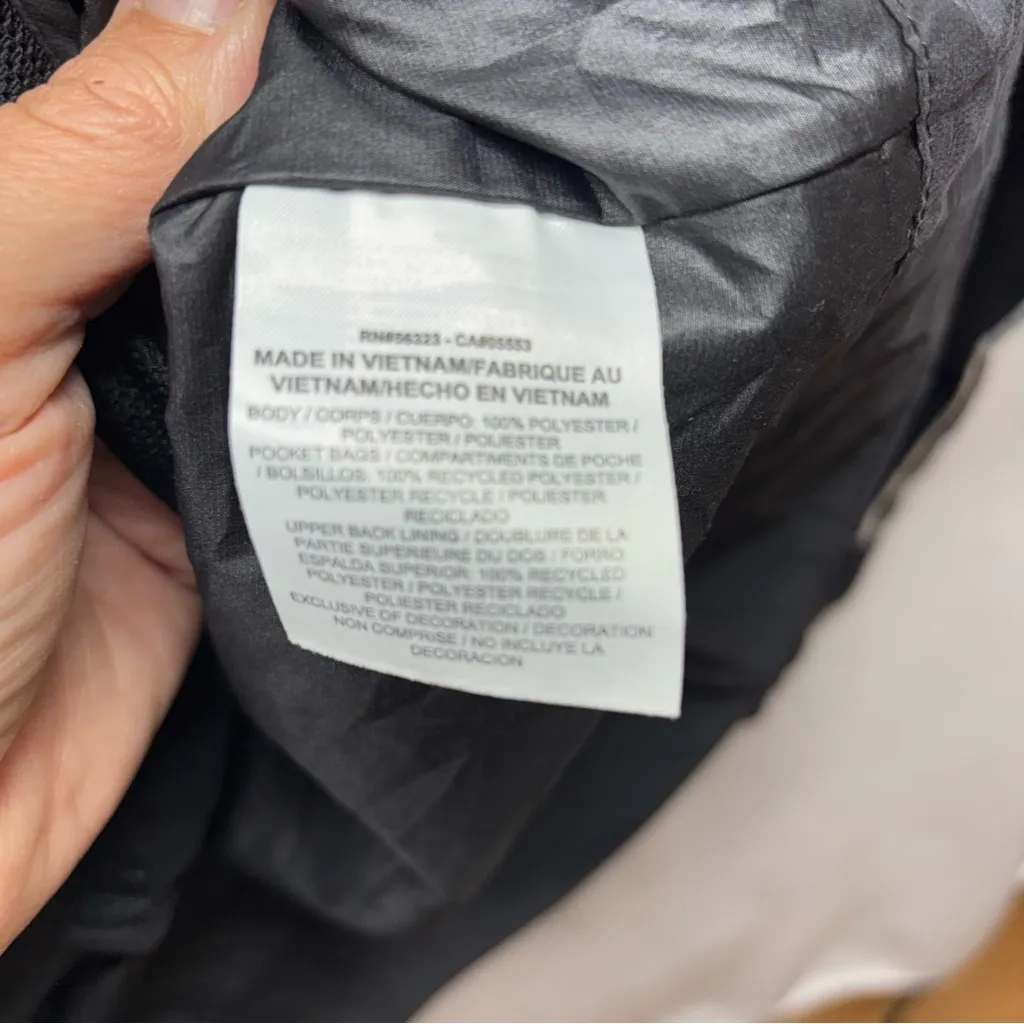 RN#56323 - CA#05553
MADE IN VIETNAM/FABRIQUE AU
VIETNAM/HECHO EN VIETNAM
BODY / CORPS / CUERPO: 100% POLYESTER /
POLYESTER / POLIESTER
POCKET BAGS / COMPARTIMENTS DE POCHE
/ BOLSILLOS: 100% RECYCLED POLYESTER /
POLYESTER RECYCLE / POLIESTER
RECICLADO
UPPER BACK LINING / DOUBLURE DE LA
PARTIE SUPERIEURE DU DOS / FORRO
ESPALDA SUPERIOR: 100% RECYCLED
POLYESTER / POLYESTER RECYCLE /
POLIESTER RECICLADO
EXCLUSIVE OF DECORATION / DECORATION
NON COMPRISE / NO INCLUYE LA
DECORACION